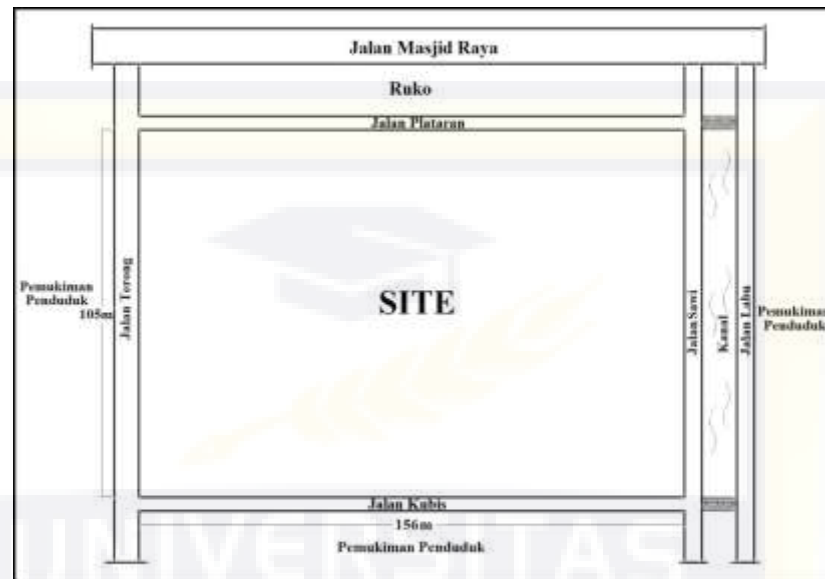 Jalan Masjid Raya
Ruko
Jalan Plataran
Pemukiman
Penduduk
105m
Jalan Terong
SITE
Jalan Sawi
Kanal
Jalan Labu
Pemukiman
Penduduk
Jalan Kubis
156m
Pemukiman Penduduk
UNIVERSITAS